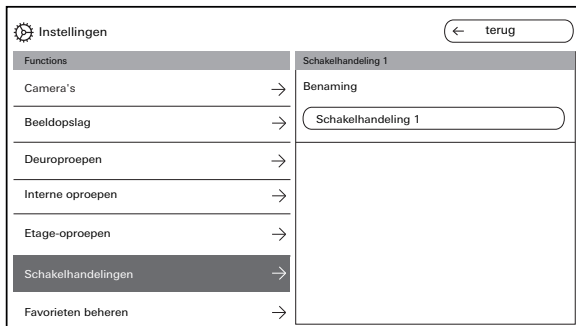 Instellingen
← terug
Functions
Camera's →
Beeldopslag →
Deuroproepen →
Interne oproepen →
Etage-oproepen →
Schakelhandelingen →
Favorieten beheren →
Schakelhandeling 1
Benaming
Schakelhandeling 1